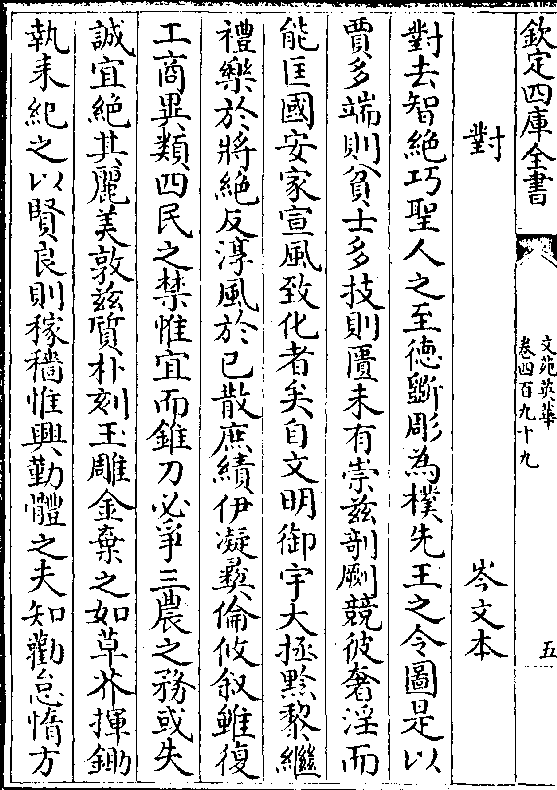 欽定四庫全書
文苑英華
卷四百九十九
五
對
岑文本
對去智絶巧聖人之至德斲彫為樸先王之令圖是以
賈多端則貧士多技則匱未有崇兹剞劂競彼奢淫而
能匡國安家宣風致化者矣自文明御宇大拯黔黎繼
禮樂於將絶反淳風於已散庶績伊凝彞倫攸叙雖復
工商異類四民之禁惟宜而錐刀必爭三農之務或失
誠宜絶其麗美敦兹質朴刻玉雕金棄之如草芥揮鋤
執耒紀之以賢良則稼穡惟興勤體之夫知勸怠惰方